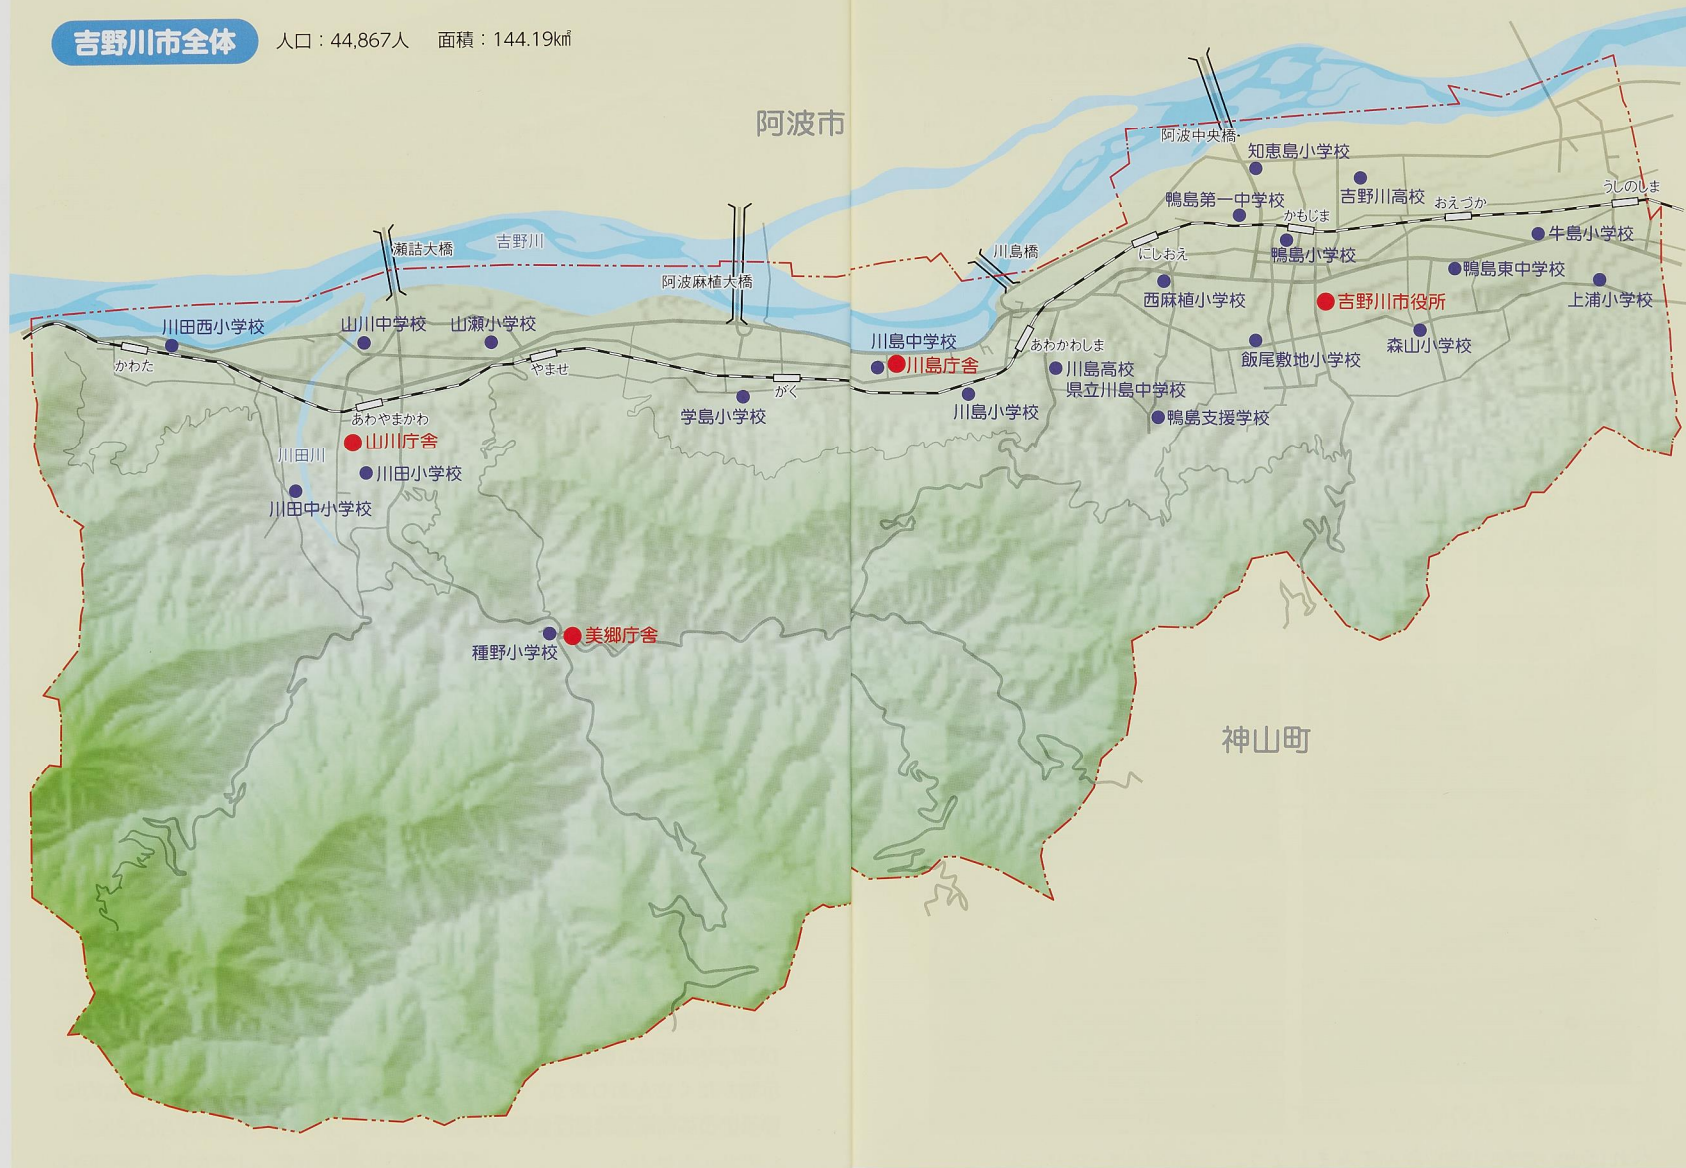 吉野川市全体
人口：44,867人　面積：144.19k㎡
阿波市
阿波中央橋
知恵島小学校
吉野川高校
鴨島第一中学校
かもじま
おえづか
うしのしま
吉野川
瀬詰大橋
阿波麻植大橋
川島橋
にしおえ
鴨島小学校
牛島小学校
鴨島東中学校
西麻植小学校
吉野川市役所
上浦小学校
川田西小学校
山川中学校
山瀬小学校
川島中学校
あわかわしま
森山小学校
飯尾敷地小学校
かわた
やませ
川島庁舎
川島高校
県立川島中学校
がく
学島小学校
川島小学校
鴨島支援学校
あわやまかわ
山川庁舎
川田川
川田小学校
川田中小学校
美郷庁舎
種野小学校
神山町